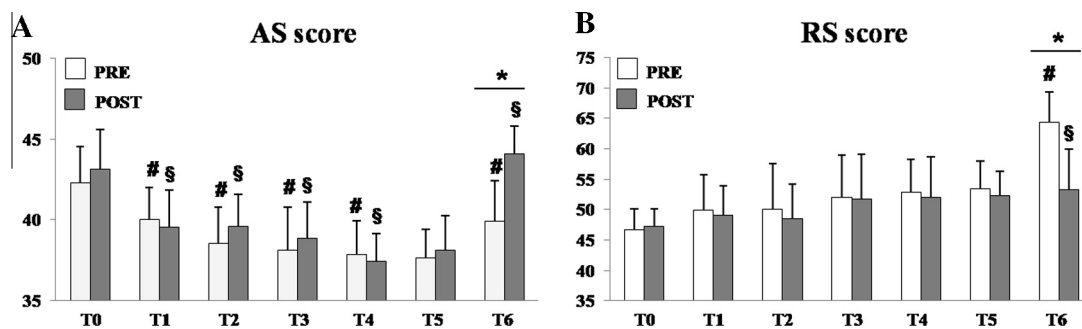 A
AS score
50
45
40
35
PRE
POST
# §
# §
# §
# §
*
# §
T0 T1 T2 T3 T4 T5 T6
B
RS score
75
70
65
60
55
50
45
40
35
PRE
POST
*
#
§
T0 T1 T2 T3 T4 T5 T6